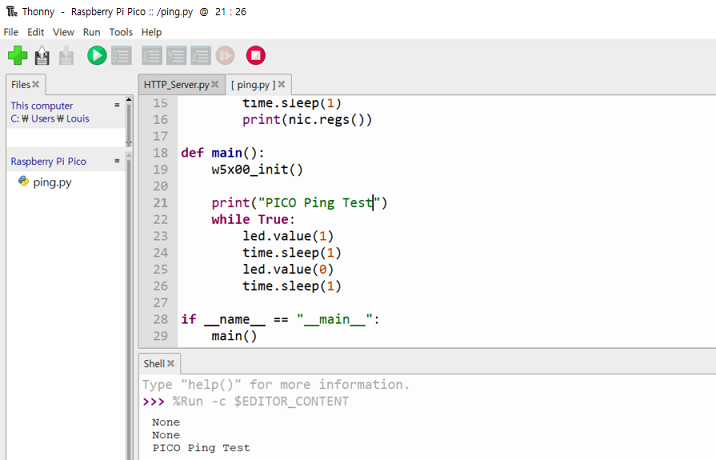 Thonny - Raspberry Pi Pico :: /ping.py @ 21 : 26
File Edit View Run Tools Help
Files
This computer
C: ₩ Users ₩ Louis
Raspberry Pi Pico
ping.py
HTTP_Server.py [ ping.py ]
15 time.sleep(1)
16 print(nic.regs())
17
18 def main():
19 w5x00_init()
20
21 print("PICO Ping Test")
22 while True:
23 led.value(1)
24 time.sleep(1)
25 led.value(0)
26 time.sleep(1)
27
28 if __name__ == "__main__":
29 main()
Shell
Type "help()" for more information.
>>> %Run -c $EDITOR_CONTENT
None
None
PICO Ping Test